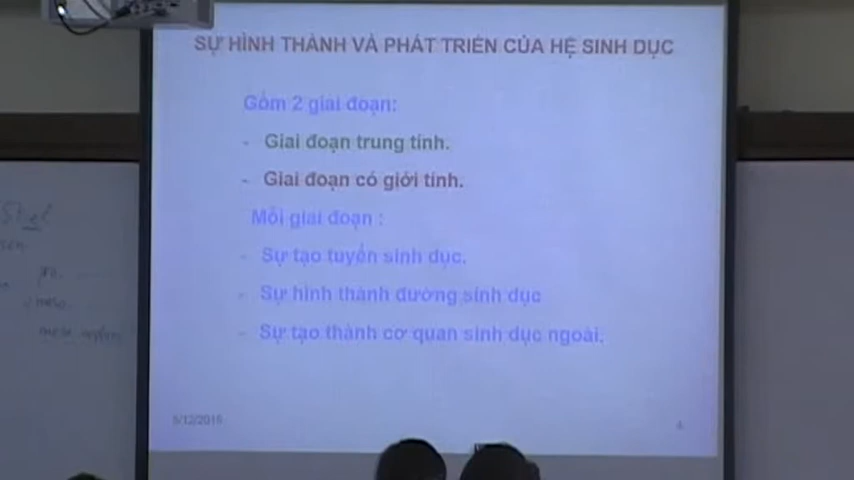 SỰ HÌNH THÀNH VÀ PHÁT TRIỂN CỦA HỆ SINH DỤC
Gồm 2 giai đoạn:
- Giai đoạn trung tính.
- Giai đoạn có giới tính.
Mỗi giai đoạn :
- Sự tạo tuyến sinh dục.
- Sự hình thành đường sinh dục
- Sự tạo thành cơ quan sinh dục ngoài.